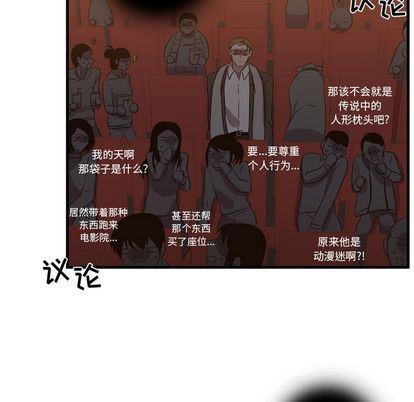 议论
那该不会就是
传说中的
人形枕头吧?
我的天啊
那袋子是什么?
要...要尊重
个人行为...
居然带着那种
东西跑来
电影院...
甚至还帮
那个东西
买了座位...
原来他是
动漫迷啊?!
议论